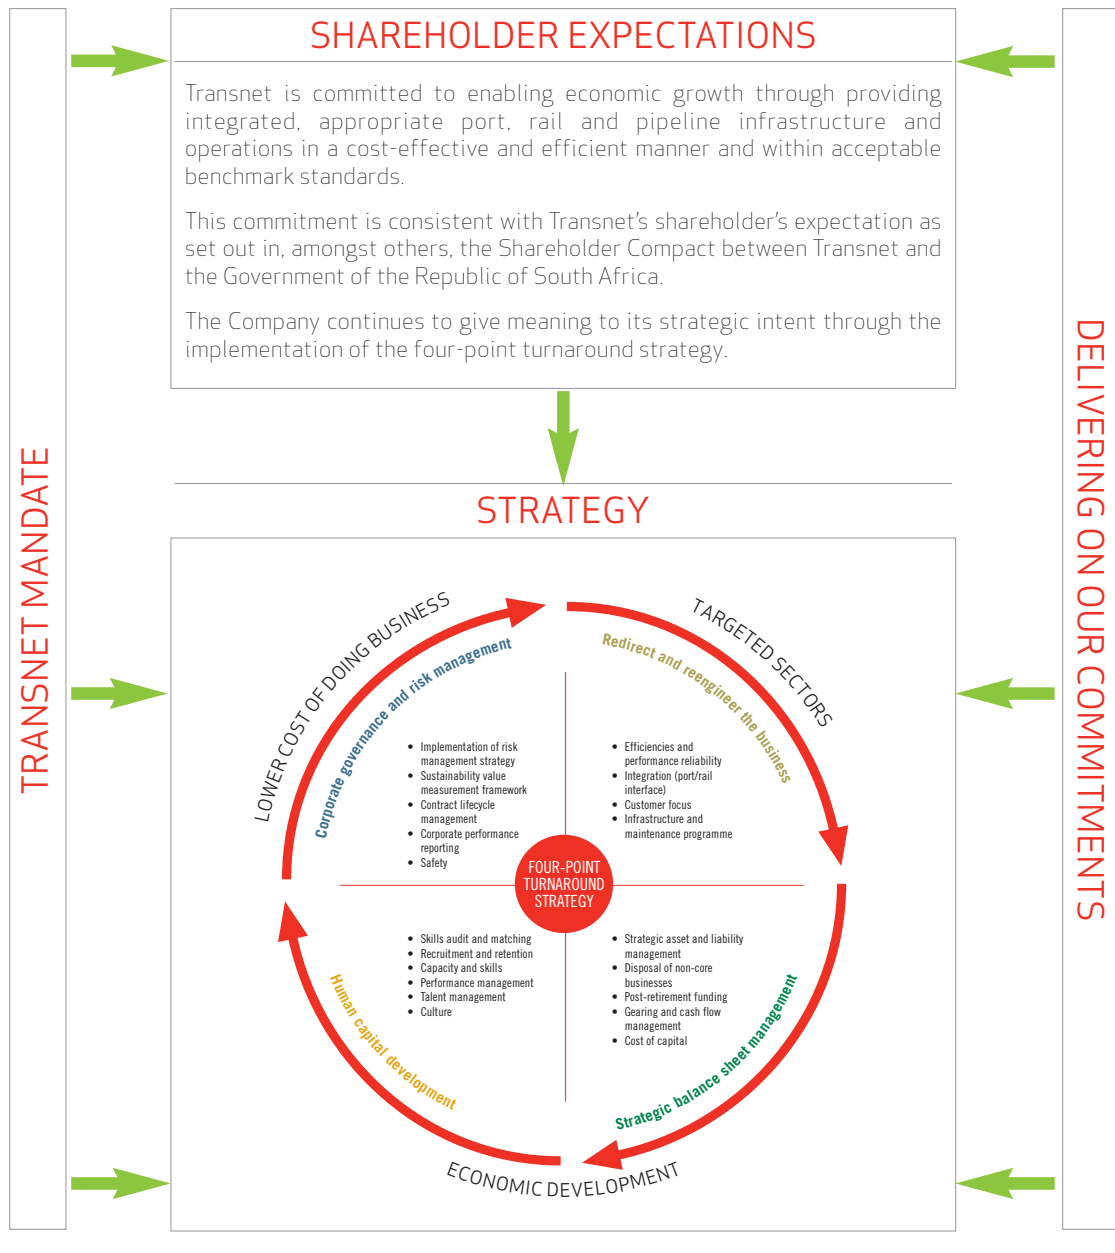 TRANSNET MANDATE
SHAREHOLDER EXPECTATIONS
Transnet is committed to enabling economic growth through providing
integrated, appropriate port, rail and pipeline infrastructure and
operations in a cost-effective and efficient manner and within acceptable
benchmark standards.
This commitment is consistent with Transnet's shareholder's expectation as
set out in, amongst others, the Shareholder Compact between Transnet and
the Government of the Republic of South Africa.
The Company continues to give meaning to its strategic intent through the
implementation of the four-point turnaround strategy.
STRATEGY
LOWER COST OF DOING BUSINESS
Corporate governance and risk management
• Implementation of risk
management strategy
• Sustainability value
measurement framework
• Contract lifecycle
management
• Corporate performance
reporting
• Safety
TARGETED SECTORS
Redirect and reengineer the business
• Efficiencies and
performance reliability
• Integration (port/rail
interface)
• Customer focus
• Infrastructure and
maintenance programme
FOUR-POINT
TURNAROUND
STRATEGY
• Skills audit and matching
• Recruitment and retention
• Capacity and skills
• Performance management
• Talent management
• Culture
Human capital development
• Strategic asset and liability
management
• Disposal of non-core
businesses
• Post-retirement funding
• Gearing and cash flow
management
• Cost of capital
Strategic balance sheet management
ECONOMIC DEVELOPMENT
DELIVERING ON OUR COMMITMENTS